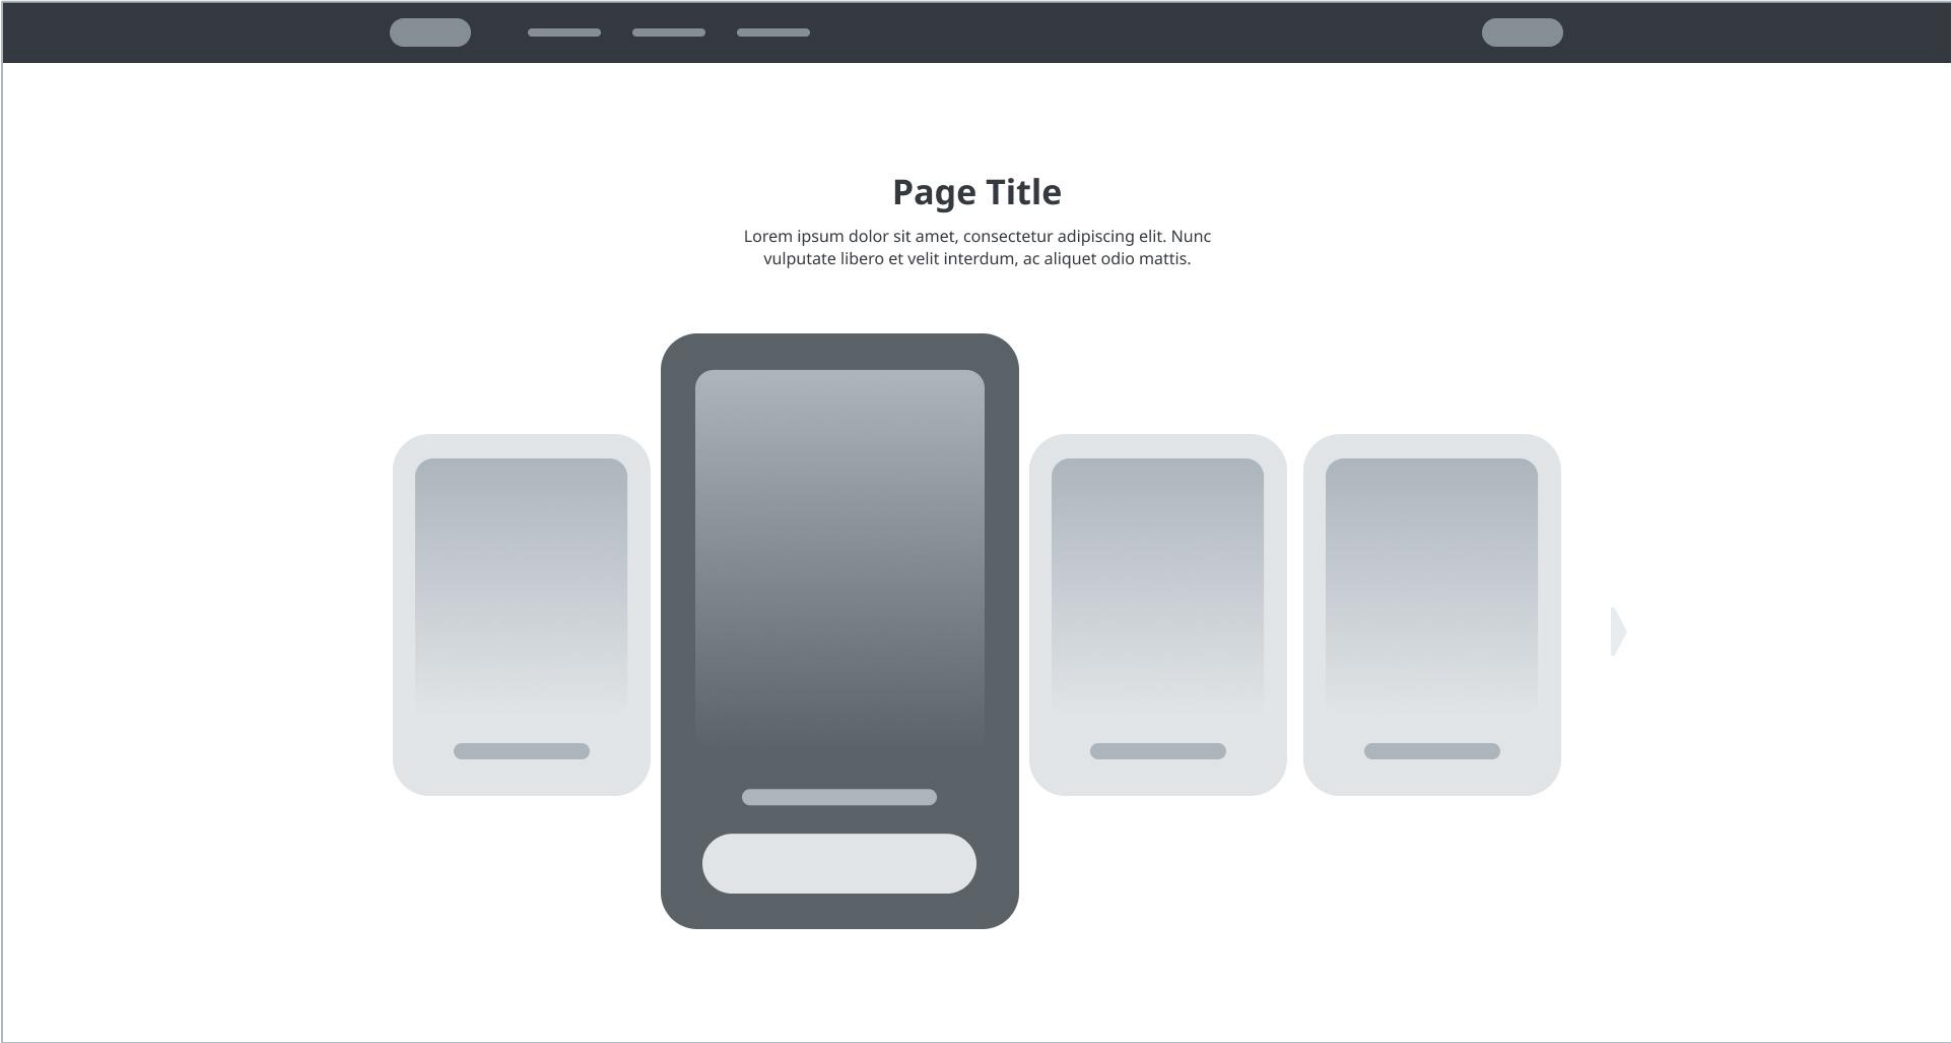 Page Title
Lorem ipsum dolor sit amet, consectetur adipiscing elit. Nunc
vulputate libero et velit interdum, ac aliquet odio mattis.